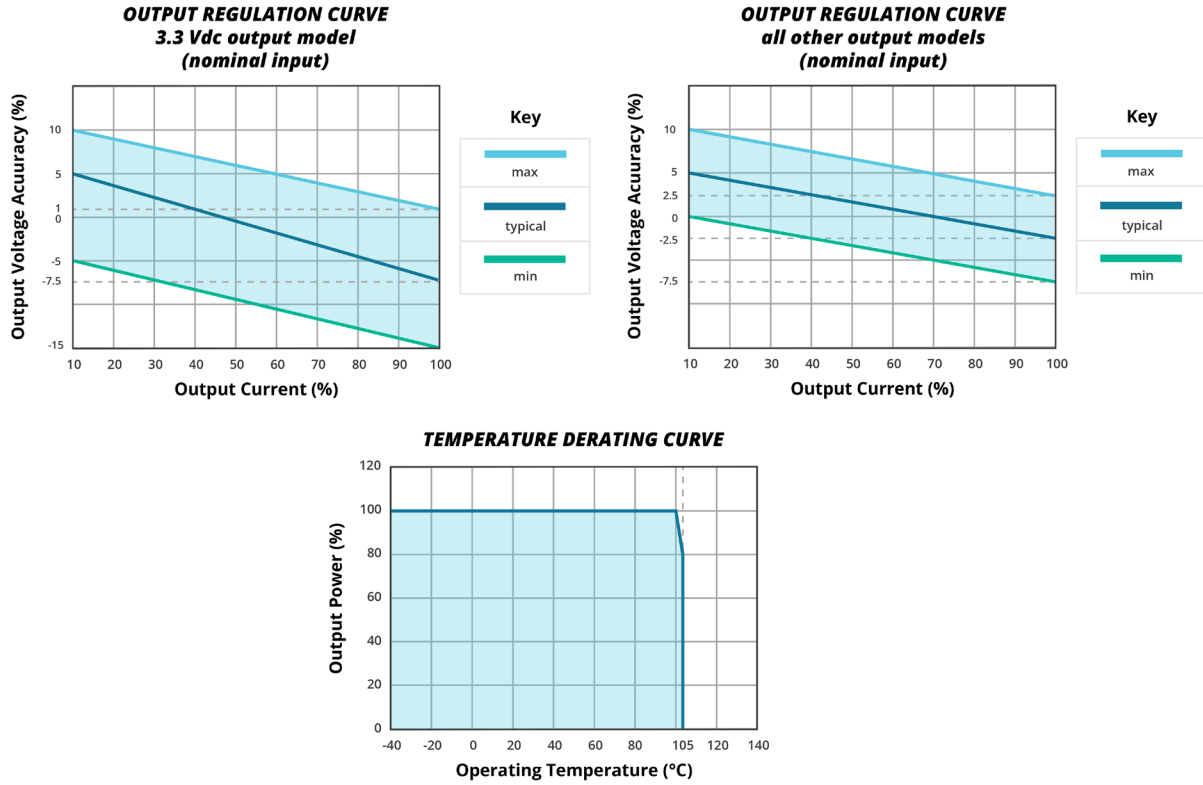 OUTPUT REGULATION CURVE
3.3 Vdc output model
(nominal input)
Output Voltage Acuuracy (%)
10
5
1
0
-5
-7.5
-15
10 20 30 40 50 60 70 80 90 100
Output Current (%)
Key
max
typical
min
OUTPUT REGULATION CURVE
all other output models
(nominal input)
Output Voltage Acuuracy (%)
10
5
2.5
0
-2.5
-7.5
10 20 30 40 50 60 70 80 90 100
Output Current (%)
Key
max
typical
min
TEMPERATURE DERATING CURVE
Output Power (%)
120
100
80
60
40
20
0
-40 -20 0 20 40 60 80 105 120 140
Operating Temperature (°C)